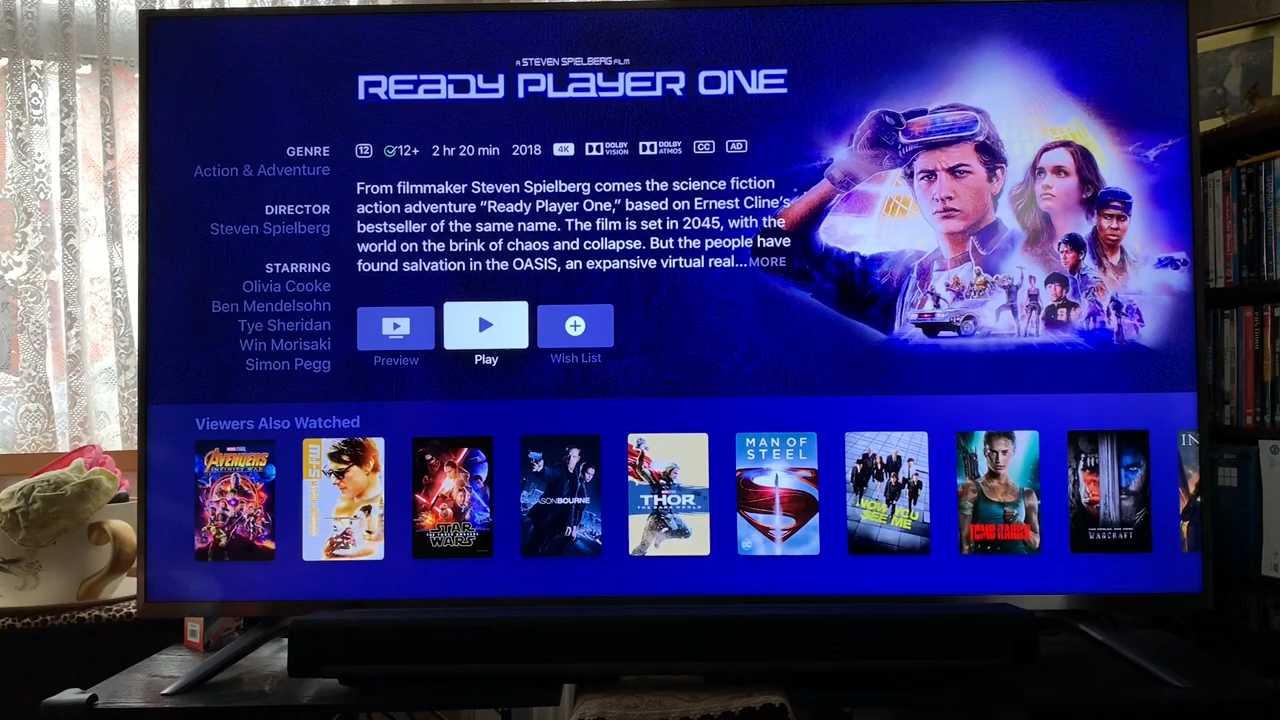 A STEVEN SPIELBERG FILM
READY PLAYER ONE
GENRE
Action & Adventure
DIRECTOR
Steven Spielberg
STARRING
Olivia Cooke
Ben Mendelsohn
Tye Sheridan
Win Morisaki
Simon Pegg
12 12+ 2 hr 20 min 2018 4K DOLBY VISION DOLBY ATMOS CC AD
From filmmaker Steven Spielberg comes the science fiction
action adventure “Ready Player One,” based on Ernest Cline’s
bestseller of the same name. The film is set in 2045, with the
world on the brink of chaos and collapse. But the people have
found salvation in the OASIS, an expansive virtual real...MORE
Preview
Play
Wish List
Viewers Also Watched
AVENGERS
INFINITY WAR
STAR
WARS
JASON BOURNE
THOR
THE DARK WORLD
MAN OF
STEEL
NOW YOU
SEE ME
TOMB RAIDER
WARCRAFT
IN